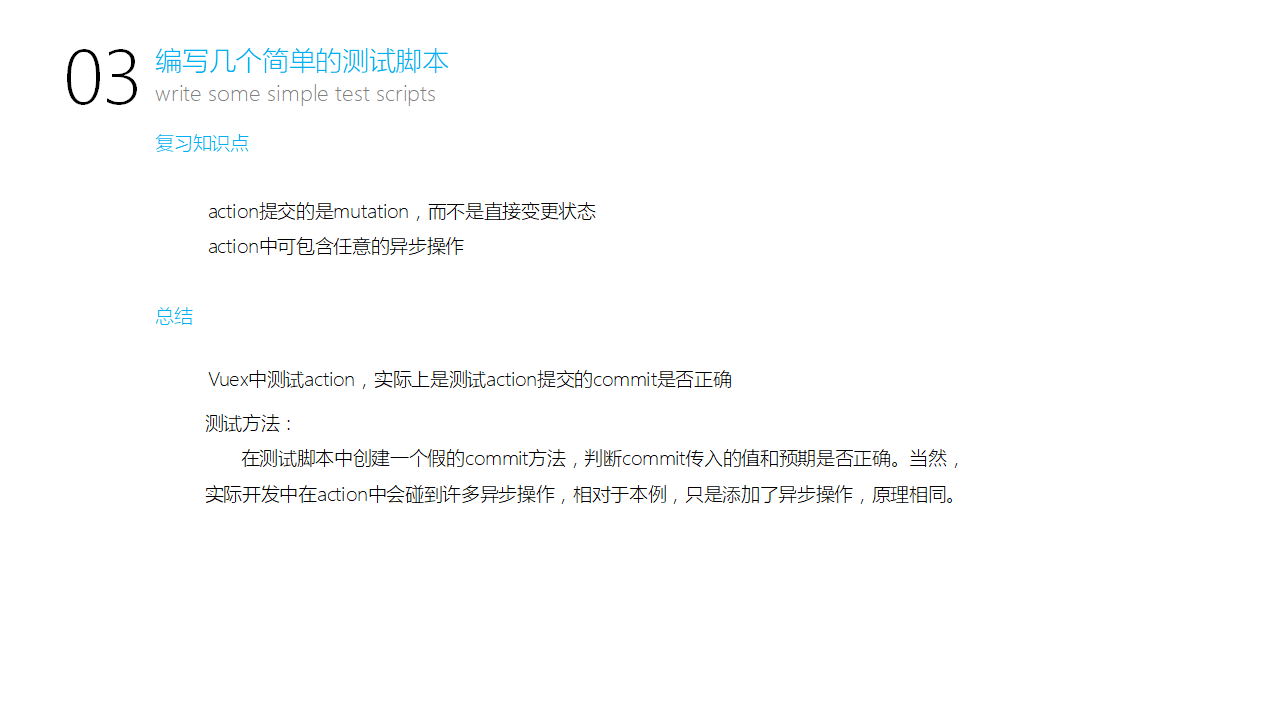 03
编写几个简单的测试脚本
write some simple test scripts
复习知识点
action提交的是mutation，而不是直接变更状态
action中可包含任意的异步操作
总结
Vuex中测试action，实际上是测试action提交的commit是否正确
测试方法：
在测试脚本中创建一个假的commit方法，判断commit传入的值和预期是否正确。当然，
实际开发中在action中会碰到许多异步操作，相对于本例，只是添加了异步操作，原理相同。